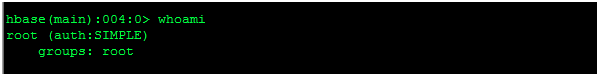 hbase(main):004:0> whoami
root (auth:SIMPLE)
groups: root